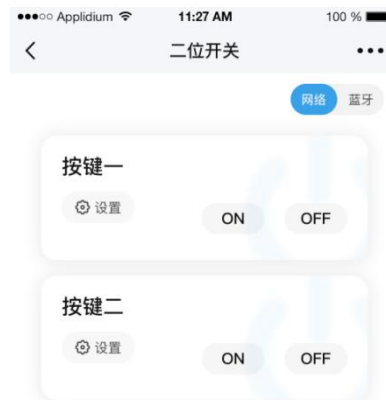 Applidium 11:27 AM 100 %
二位开关
网络 蓝牙
按键一
设置
ON OFF
按键二
设置
ON OFF